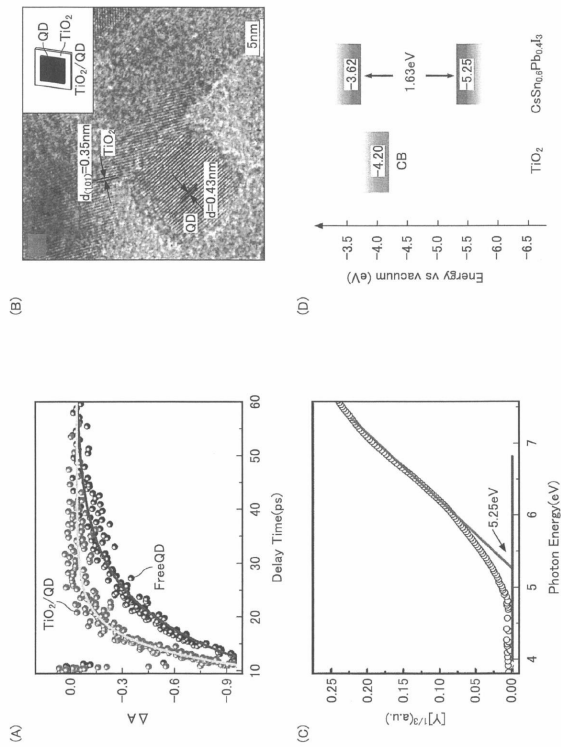 (A)
0.0
-0.3
-0.6
-0.9
ΔA
TiO2/QD
FreeQD
10 20 30 40 50 60
Delay Time(ps)
(B)
QD
TiO2
TiO2/QD
d(101)=0.35nm
TiO2
QD
d=0.43nm
5nm
(C)
0.25
0.20
0.15
0.10
0.05
0.00
[Y]1/3(a.u.)
5.25eV
4 5 6 7
Photon Energy(eV)
(D)
-3.5
-4.0
-4.5
-5.0
-5.5
-6.0
-6.5
Energy vs vacuum (eV)
-4.20
CB
-3.62
1.63eV
-5.25
TiO2
CsSn0.6Pb0.4I3